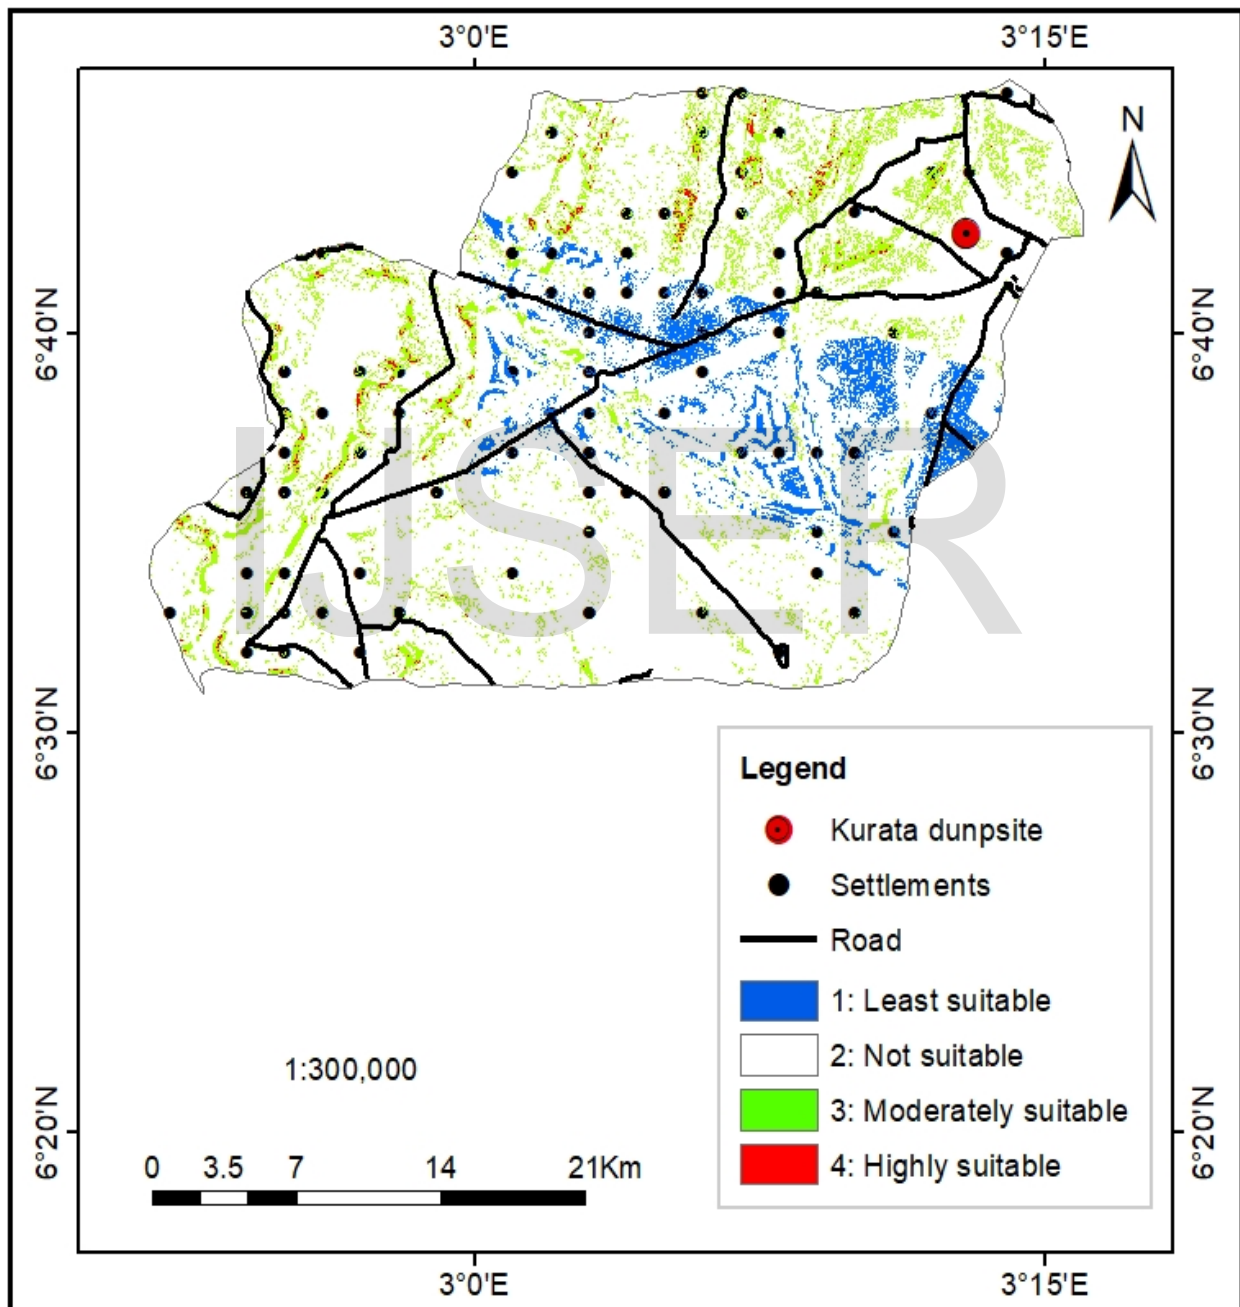 3°0'E 3°15'E
N
6°40'N 6°40'N
IJSER
6°30'N 6°30'N
Legend
Kurata dunpsite
Settlements
Road
1: Least suitable
2: Not suitable
3: Moderately suitable
4: Highly suitable
1:300,000
6°20'N 6°20'N
0 3.5 7 14 21Km
3°0'E 3°15'E